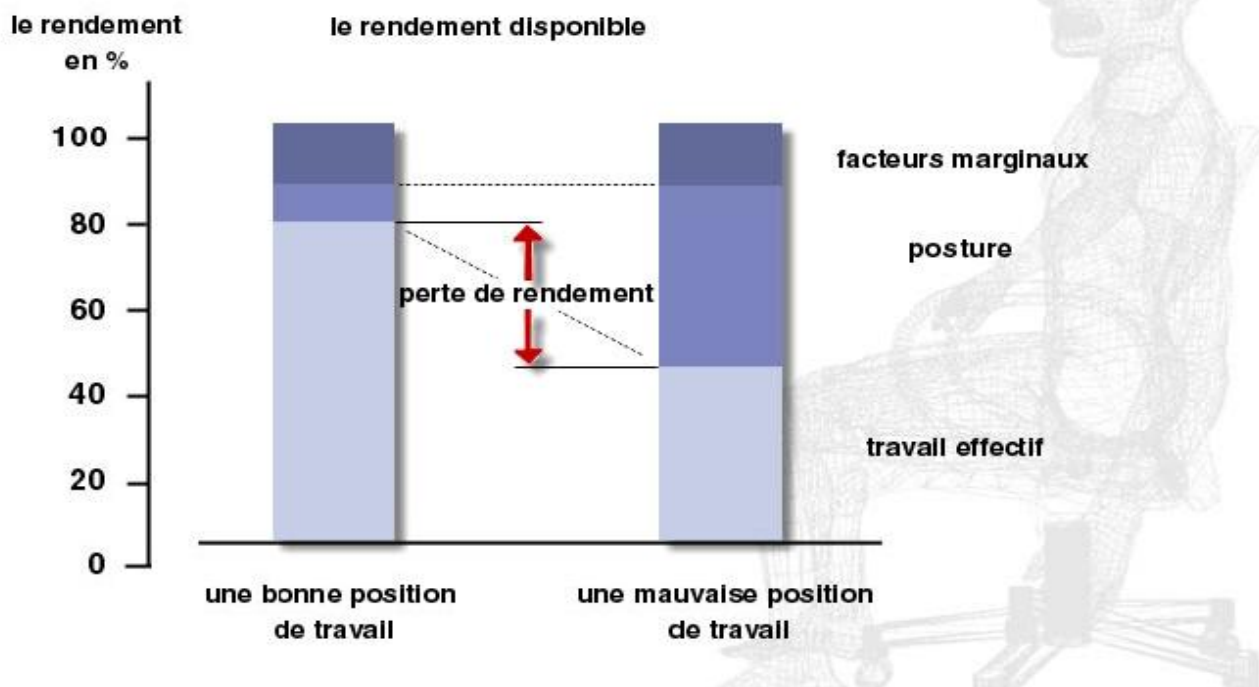 le rendement
en %
le rendement disponible
100
80
60
40
20
0
facteurs marginaux
posture
perte de rendement
travail effectif
une bonne position
de travail
une mauvaise position
de travail